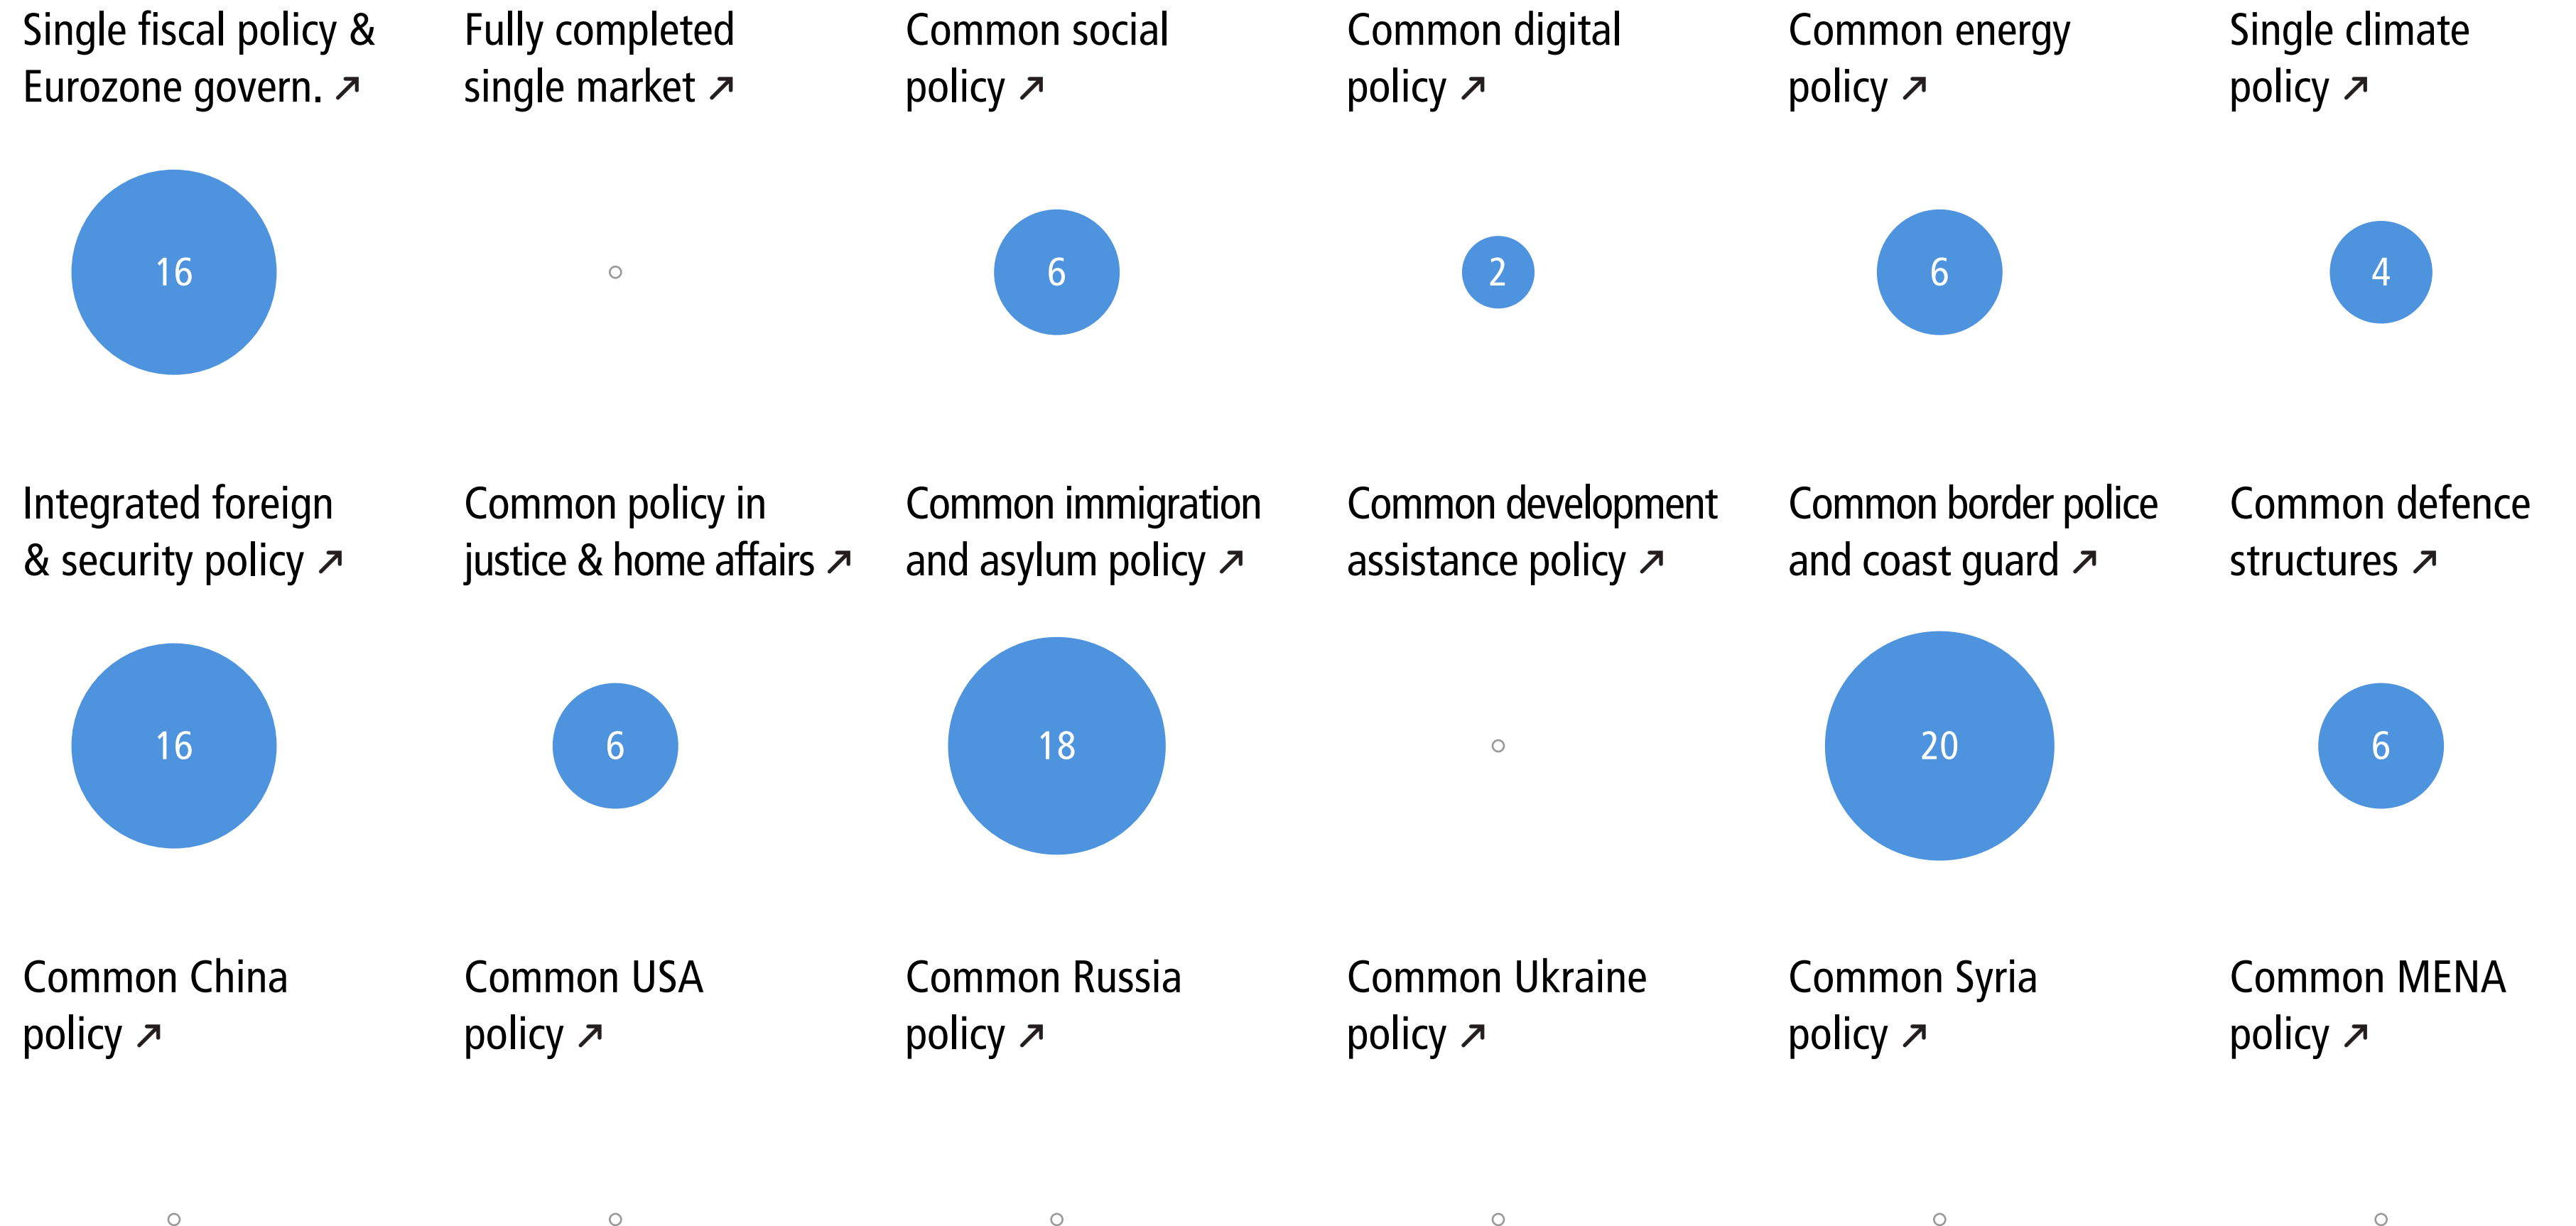 Single fiscal policy &
Eurozone govern. ↗
Fully completed
single market ↗
Common social
policy ↗
Common digital
policy ↗
Common energy
policy ↗
Single climate
policy ↗
16
6
2
6
4
Integrated foreign
& security policy ↗
Common policy in
justice & home affairs ↗
Common immigration
and asylum policy ↗
Common development
assistance policy ↗
Common border police
and coast guard ↗
Common defence
structures ↗
16
6
18
20
6
Common China
policy ↗
Common USA
policy ↗
Common Russia
policy ↗
Common Ukraine
policy ↗
Common Syria
policy ↗
Common MENA
policy ↗